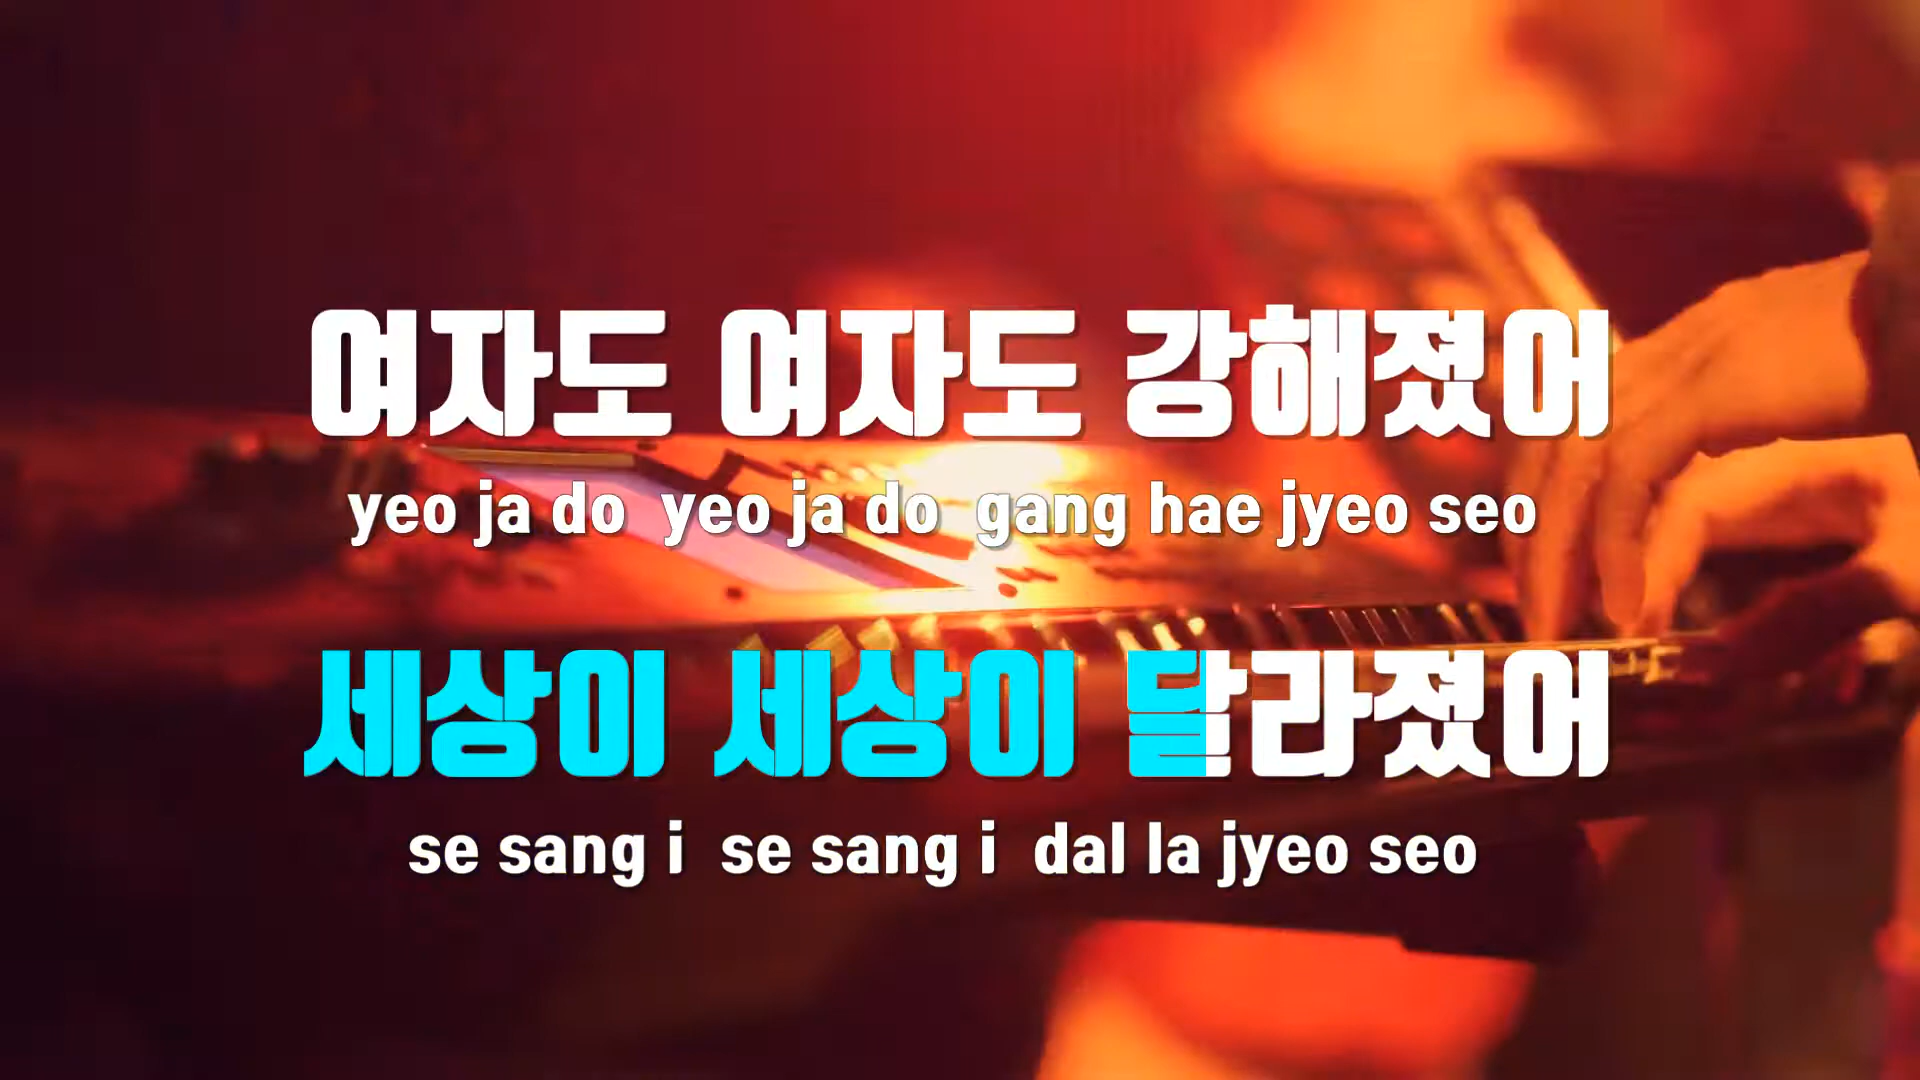 여자도 여자도 강해졌어
yeo ja do yeo ja do gang hae jyeo seo
세상이 세상이 달라졌어
se sang i se sang i dal la jyeo seo